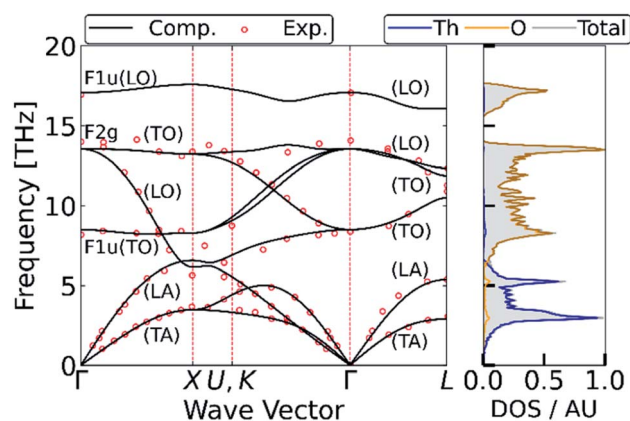 Comp. Exp. Th O Total
20
15
10
5
0
Frequency [THz]
F1u(LO)
F2g
F1u(TO)
(TO)
(LO)
(LA)
(TA)
(LO)
(LO)
(TO)
(TO)
(LA)
(TA)
Γ X U, K Γ L
Wave Vector
0.0 0.5 1.0
DOS / AU